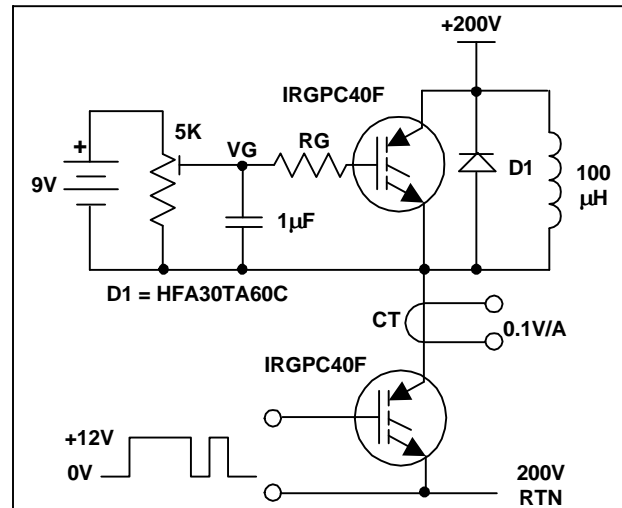 +200V
IRGPC40F
5K
VG
RG
+
9V
D1
100
μH
1μF
D1 = HFA30TA60C
CT
0.1V/A
IRGPC40F
+12V
0V
200V
RTN